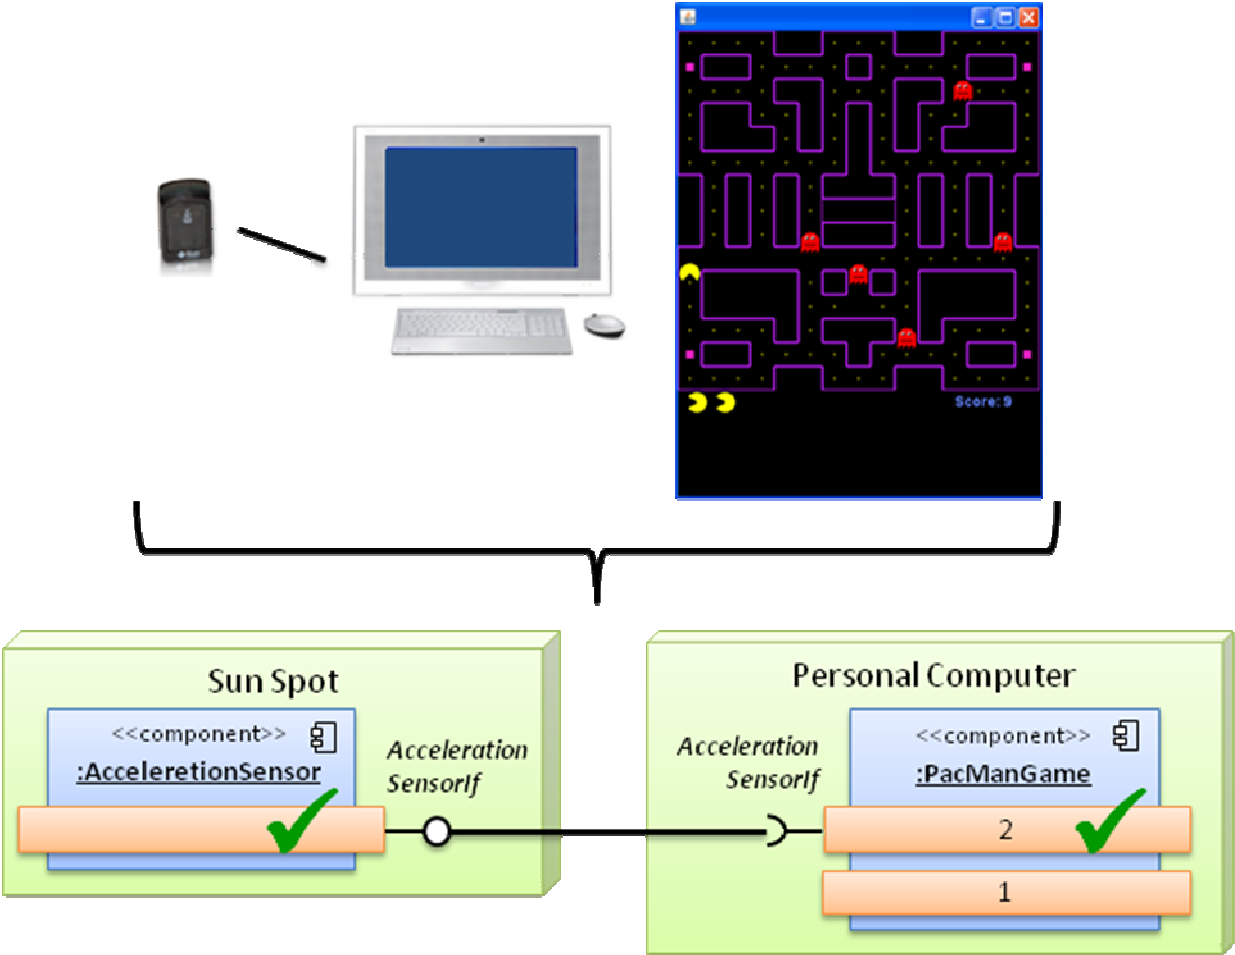 Score: 9
Sun Spot
<<component>>
:AcceleretionSensor
Acceleration
SensorIf
Personal Computer
Acceleration
SensorIf
<<component>>
:PacManGame
2
1